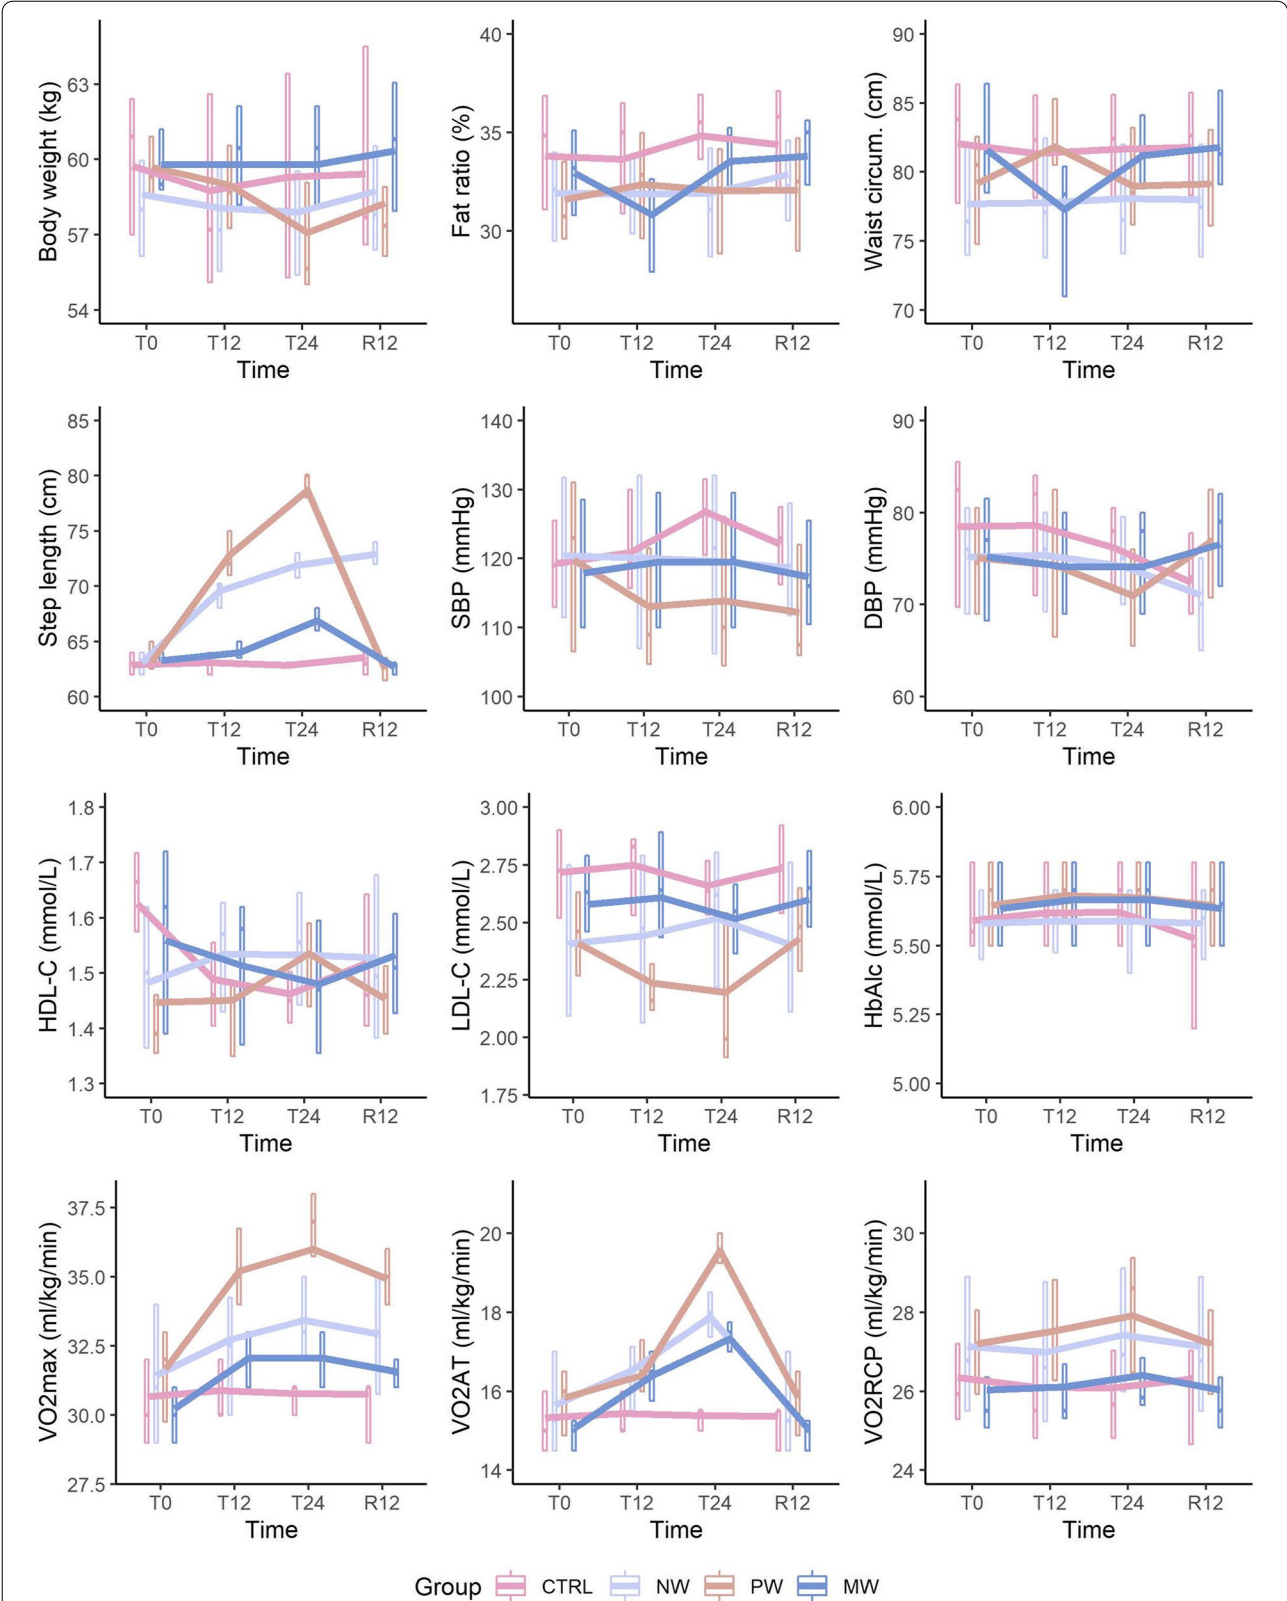 Body weight (kg)
63
60
57
54
T0 T12 T24 R12
Time
Fat ratio (%)
40
35
30
T0 T12 T24 R12
Time
Waist circum. (cm)
90
85
80
75
70
T0 T12 T24 R12
Time
Step length (cm)
85
80
75
70
65
60
T0 T12 T24 R12
Time
SBP (mmHg)
140
130
120
110
100
T0 T12 T24 R12
Time
DBP (mmHg)
90
80
70
60
T0 T12 T24 R12
Time
HDL-C (mmol/L)
1.8
1.7
1.6
1.5
1.4
1.3
T0 T12 T24 R12
Time
LDL-C (mmol/L)
3.00
2.75
2.50
2.25
2.00
1.75
T0 T12 T24 R12
Time
HbAlc (mmol/L)
6.00
5.75
5.50
5.25
5.00
T0 T12 T24 R12
Time
VO2max (ml/kg/min)
37.5
35.0
32.5
30.0
27.5
T0 T12 T24 R12
Time
VO2AT (ml/kg/min)
20
18
16
14
T0 T12 T24 R12
Time
VO2RCP (ml/kg/min)
30
28
26
24
T0 T12 T24 R12
Time
Group CTRL NW PW MW